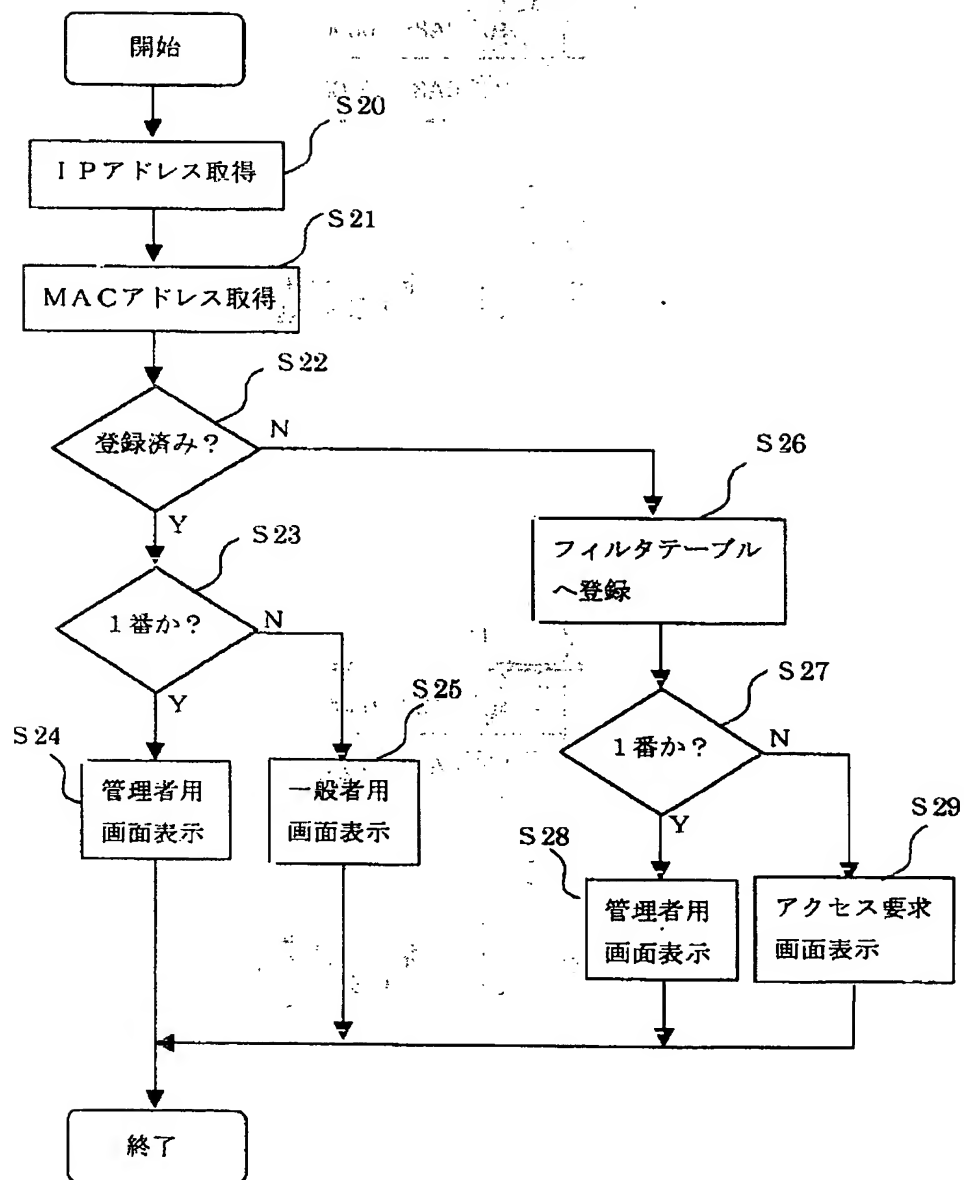 開始
S20
IPアドレス取得
S21
MACアドレス取得
S22
登録済み?
N
Y
S23
1番か?
N
Y
S24
管理者用
画面表示
S25
一般者用
画面表示
S26
フィルタテーブル
へ登録
S27
1番か?
N
Y
S28
管理者用
画面表示
S29
アクセス要求
画面表示
終了